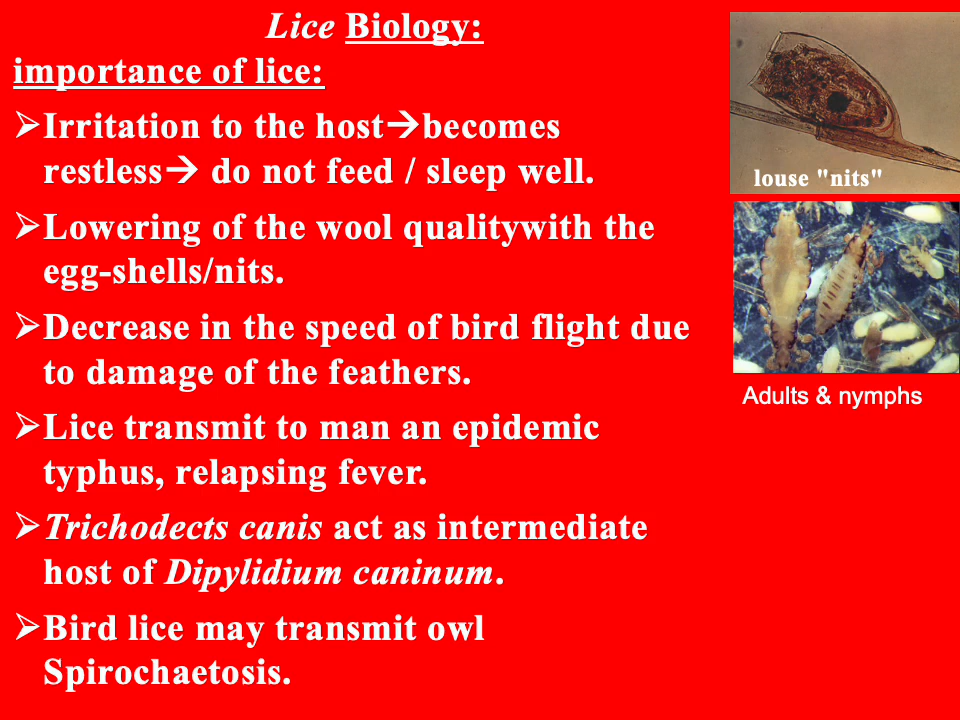 Lice Biology:
importance of lice:
➢Irritation to the host→becomes
restless→ do not feed / sleep well.
➢Lowering of the wool qualitywith the
egg-shells/nits.
➢Decrease in the speed of bird flight due
to damage of the feathers.
➢Lice transmit to man an epidemic
typhus, relapsing fever.
➢Trichodects canis act as intermediate
host of Dipylidium caninum.
➢Bird lice may transmit owl
Spirochaetosis.
louse "nits"
Adults & nymphs